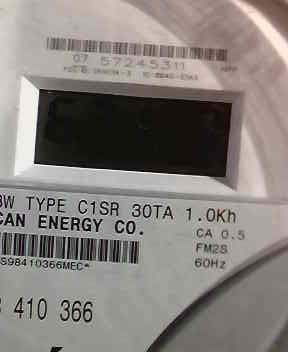 07 57245311
3W TYPE C1SR 30TA 1.0Kh
CAN ENERGY CO.
CA 0.5
FM2S
60Hz
S98410366MEC*
410 366